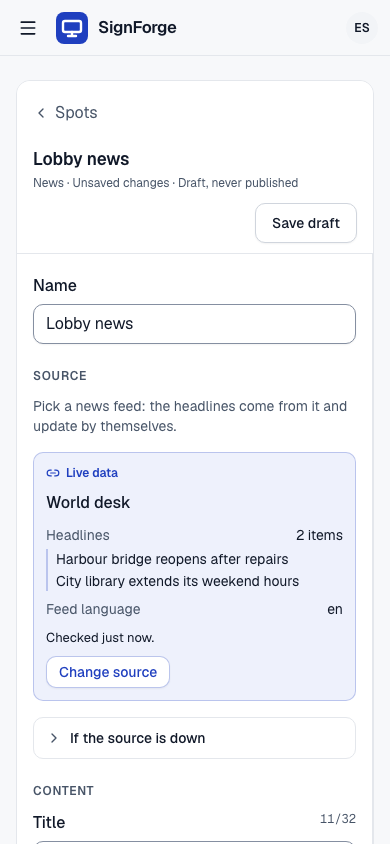 SignForge
ES
Spots
Lobby news
News · Unsaved changes · Draft, never published
Save draft
Name
Lobby news
SOURCE
Pick a news feed: the headlines come from it and
update by themselves.
Live data
World desk
Headlines 2 items
Harbour bridge reopens after repairs
City library extends its weekend hours
Feed language en
Checked just now.
Change source
If the source is down
CONTENT
Title 11/32